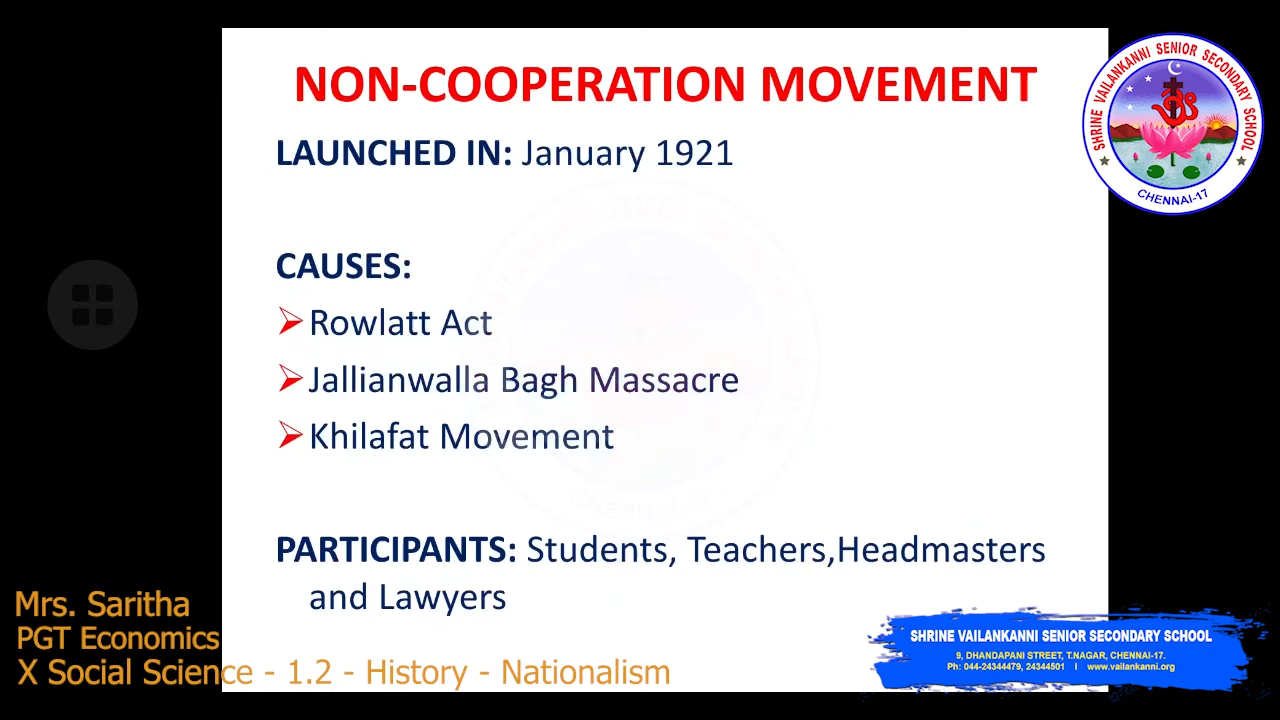 NON-COOPERATION MOVEMENT
LAUNCHED IN: January 1921
CAUSES:
Rowlatt Act
Jallianwalla Bagh Massacre
Khilafat Movement
PARTICIPANTS: Students, Teachers,Headmasters
and Lawyers
SHRINE VAILANKANNI SENIOR SECONDARY SCHOOL
CHENNAI-17
Mrs. Saritha
PGT Economics
X Social Science - 1.2 - History - Nationalism
SHRINE VAILANKANNI SENIOR SECONDARY SCHOOL
9, DHANDAPANI STREET, T.NAGAR, CHENNAI-17.
Ph: 044-24344479, 24344501 I www.vailankanni.org